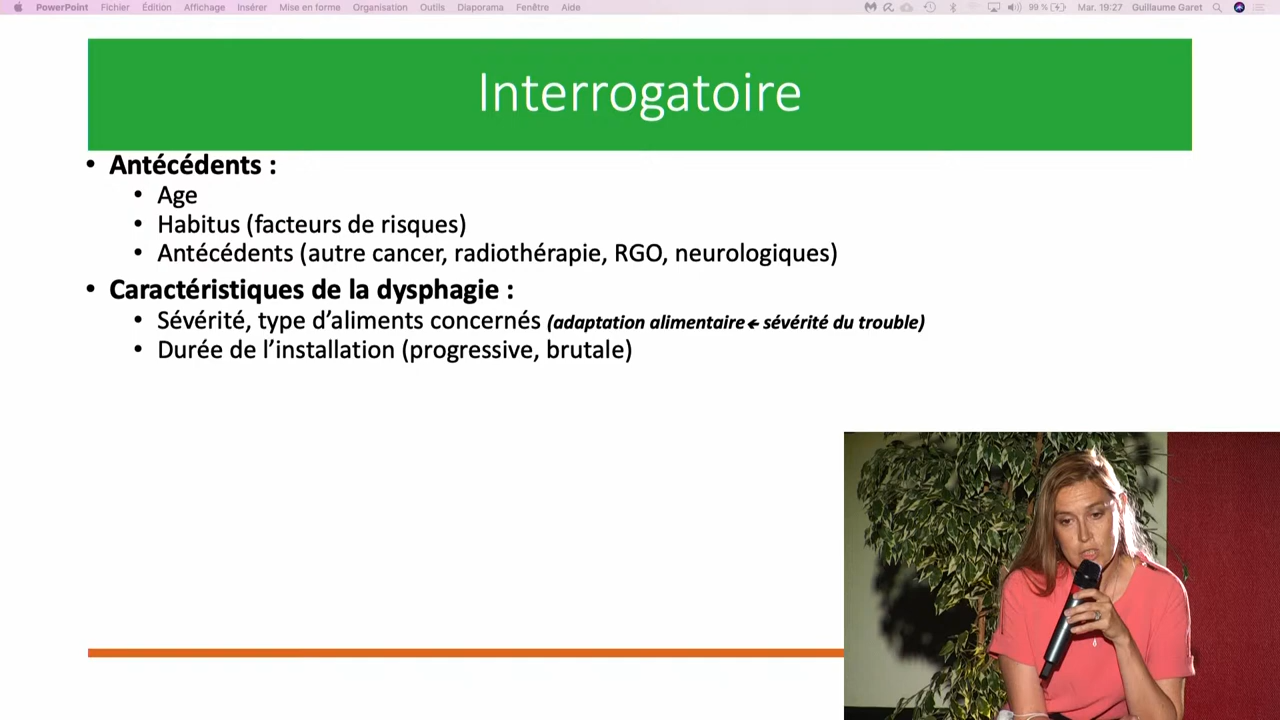 PowerPoint Fichier Édition Affichage Insérer Mise en forme Organisation Outils Diaporama Fenêtre Aide 99 % Mar. 19:27 Guillaume Garet
Interrogatoire
• Antécédents :
• Age
• Habitus (facteurs de risques)
• Antécédents (autre cancer, radiothérapie, RGO, neurologiques)
• Caractéristiques de la dysphagie :
• Sévérité, type d'aliments concernés (adaptation alimentaire← sévérité du trouble)
• Durée de l'installation (progressive, brutale)